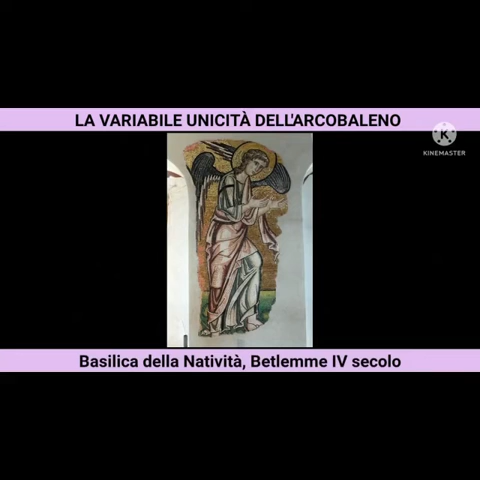 LA VARIABILE UNICITÀ DELL'ARCOBALENO
K
KINEMASTER
Basilica della Natività, Betlemme IV secolo